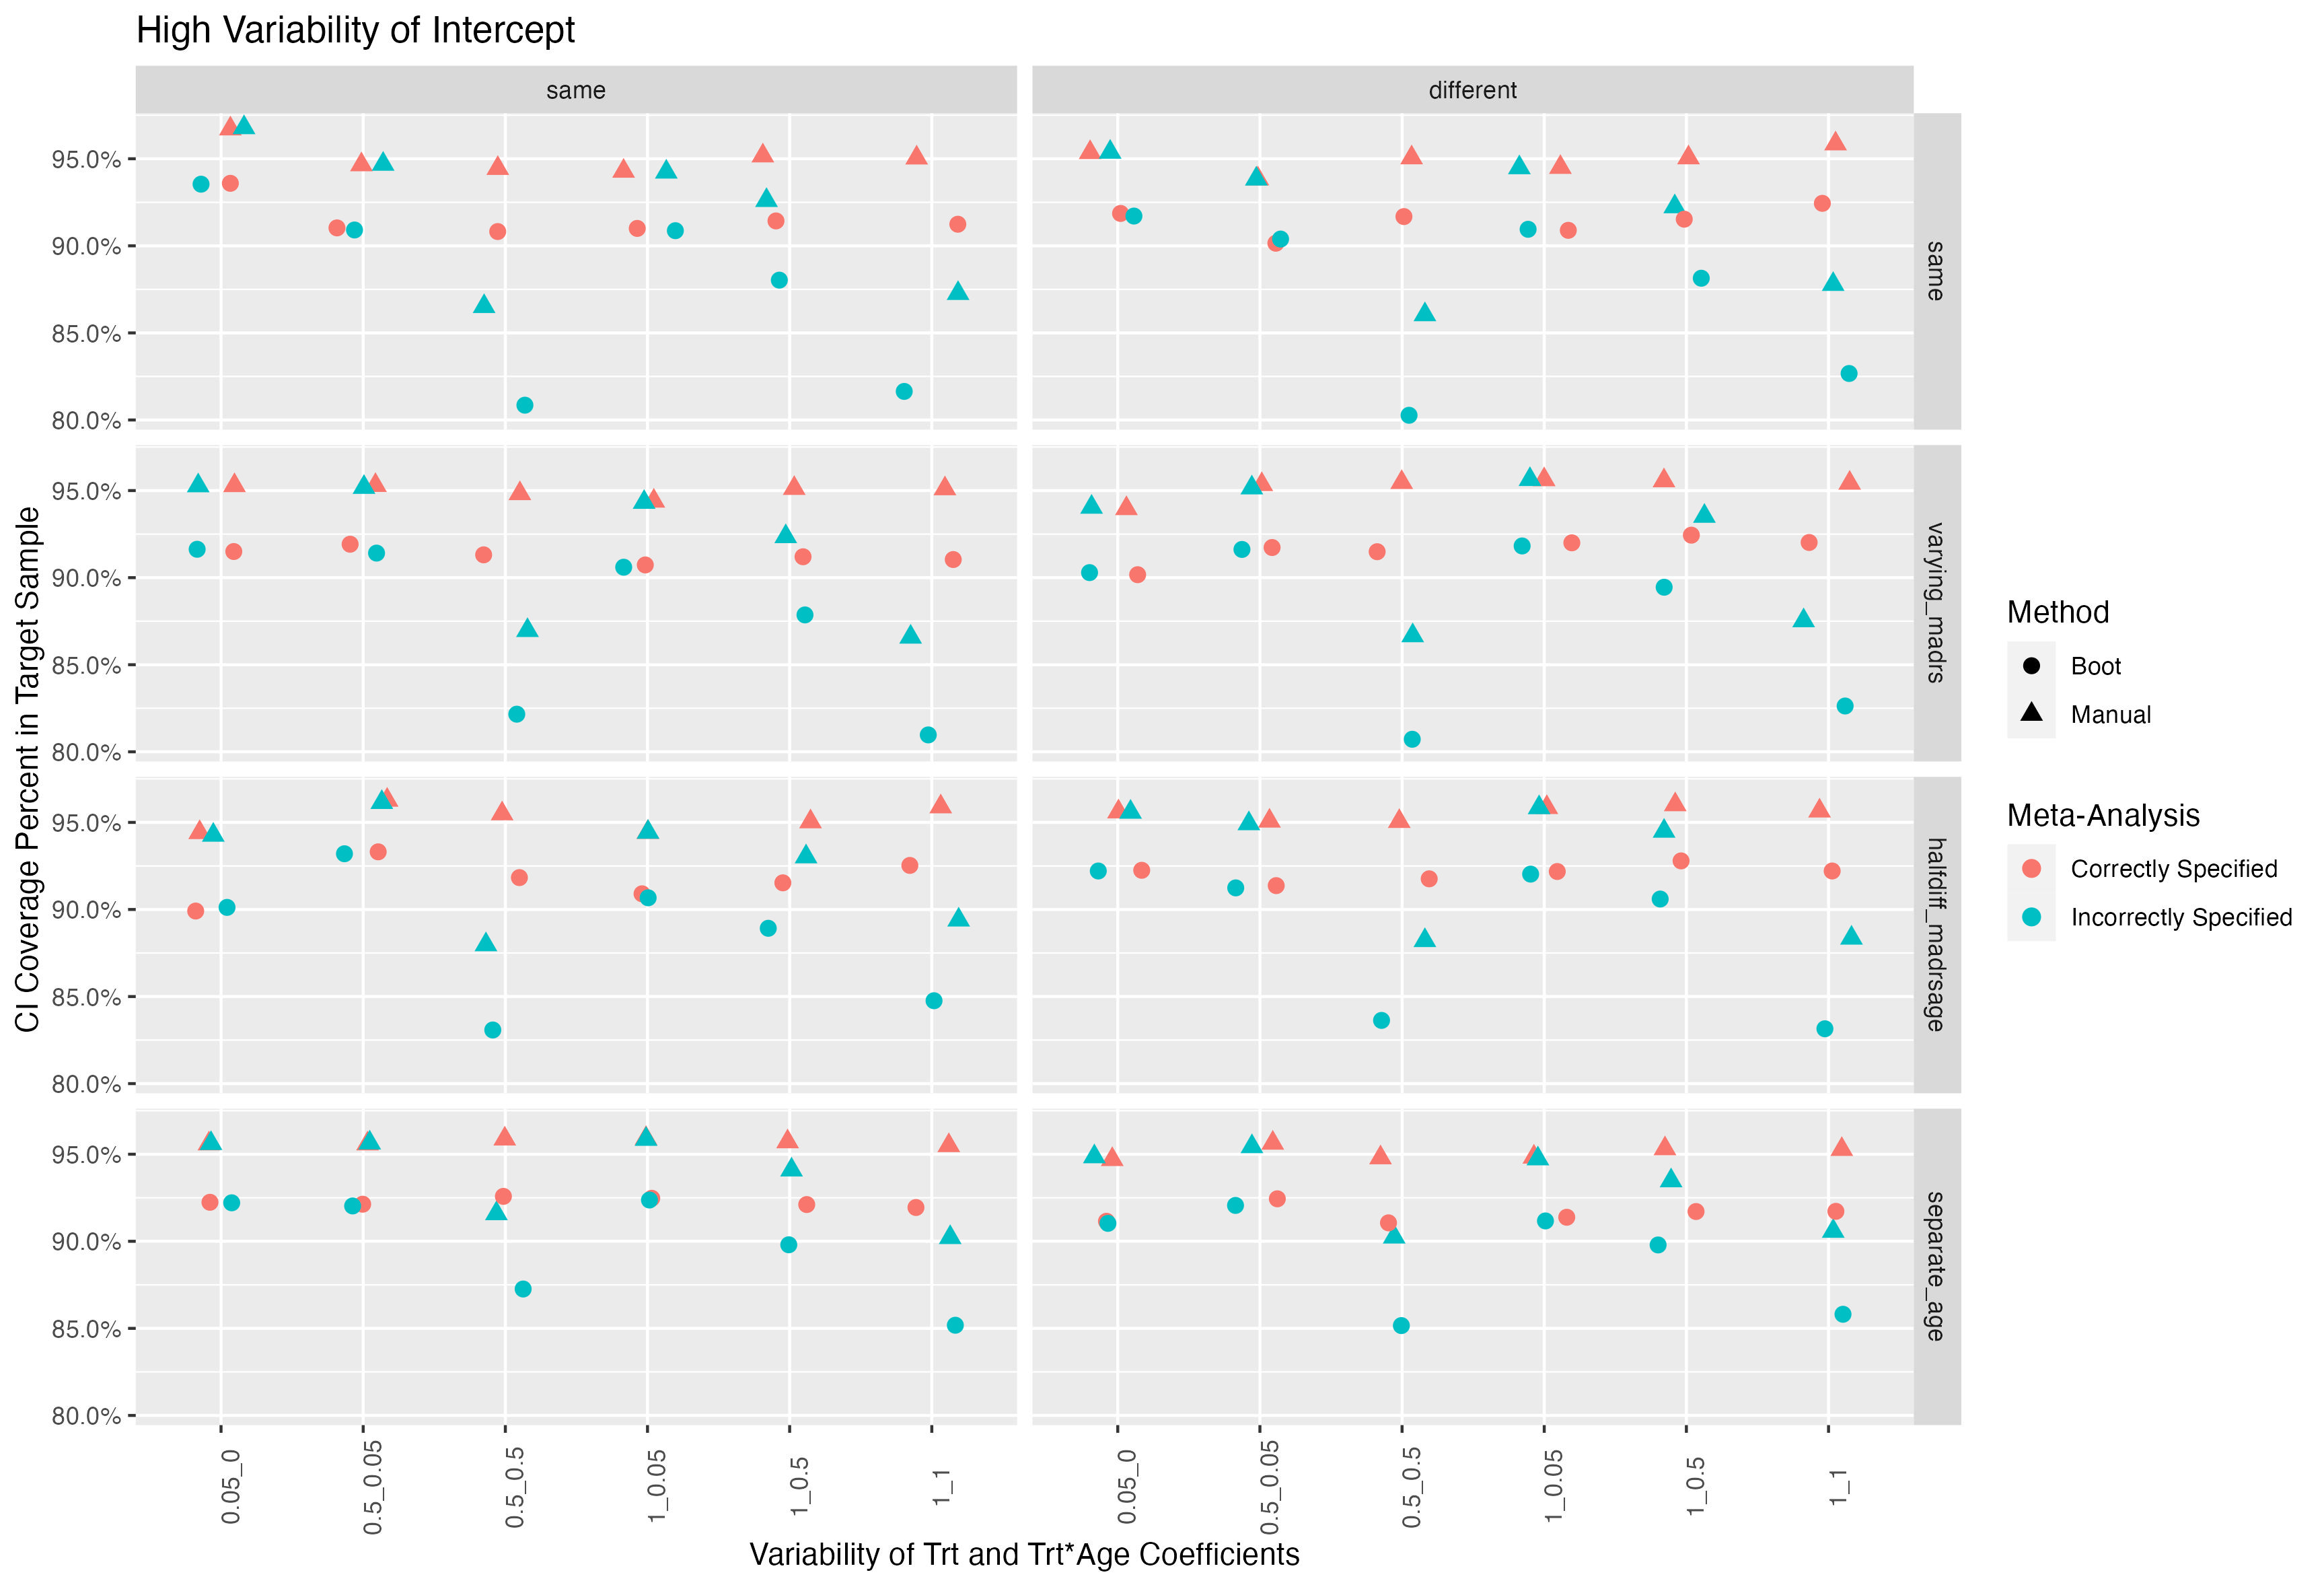 High Variability of Intercept
same
different
95.0%
90.0%
85.0%
80.0%
same
95.0%
90.0%
85.0%
80.0%
varying_madrs
95.0%
90.0%
85.0%
80.0%
halfdiff_madrsage
95.0%
90.0%
85.0%
80.0%
separate_age
CI Coverage Percent in Target Sample
0.05_0
0.5_0.05
0.5_0.5
1_0.05
1_0.5
1_1
0.05_0
0.5_0.05
0.5_0.5
1_0.05
1_0.5
1_1
Variability of Trt and Trt*Age Coefficients
Method
Boot
Manual
Meta-Analysis
Correctly Specified
Incorrectly Specified